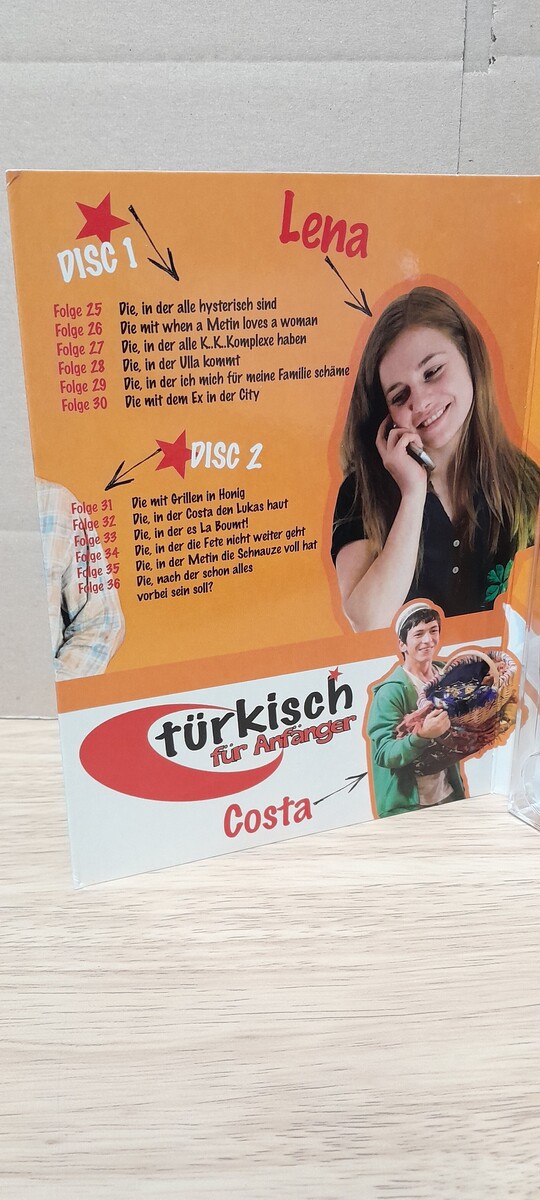 Lena
DISC 1
Folge 25 Die, in der alle hysterisch sind
Folge 26 Die mit when a Metin loves a woman
Folge 27 Die, in der alle K..K..Komplexe haben
Folge 28 Die, in der Ulla kommt
Folge 29 Die, in der ich mich für meine Familie schäme
Folge 30 Die mit dem Ex in der City
DISC 2
Folge 31 Die mit Grillen in Honig
Folge 32 Die, in der Costa den Lukas haut
Folge 33 Die, in der es La Boumt!
Folge 34 Die, in der die Fete nicht weiter geht
Folge 35 Die, in der Metin die Schnauze voll hat
Folge 36 Die, nach der schon alles
vorbei sein soll?
türkisch
für Anfänger
Costa